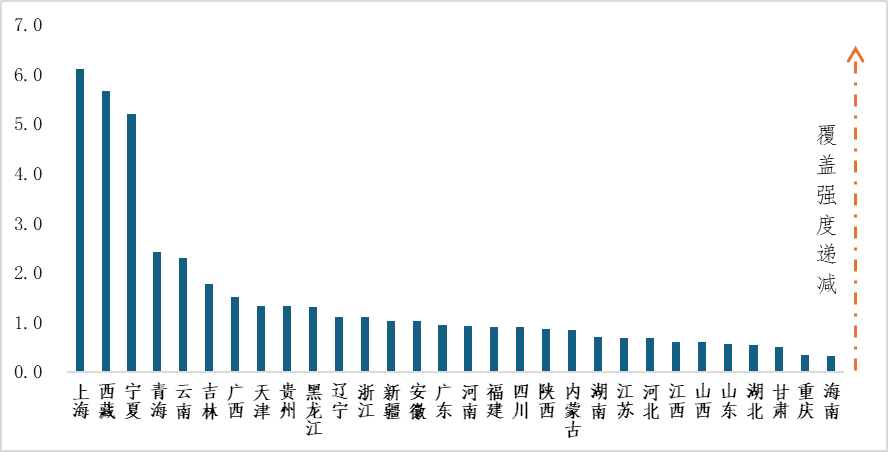 7.0
6.0
5.0
4.0
3.0
2.0
1.0
0.0
覆盖强度递减
上海
西藏
宁夏
青海
云南
吉林
广西
天津
贵州
黑龙江
辽宁
浙江
新疆
安徽
广东
河南
福建
四川
陕西
内蒙古
湖南
江苏
河北
江西
山西
山东
湖北
甘肃
重庆
海南